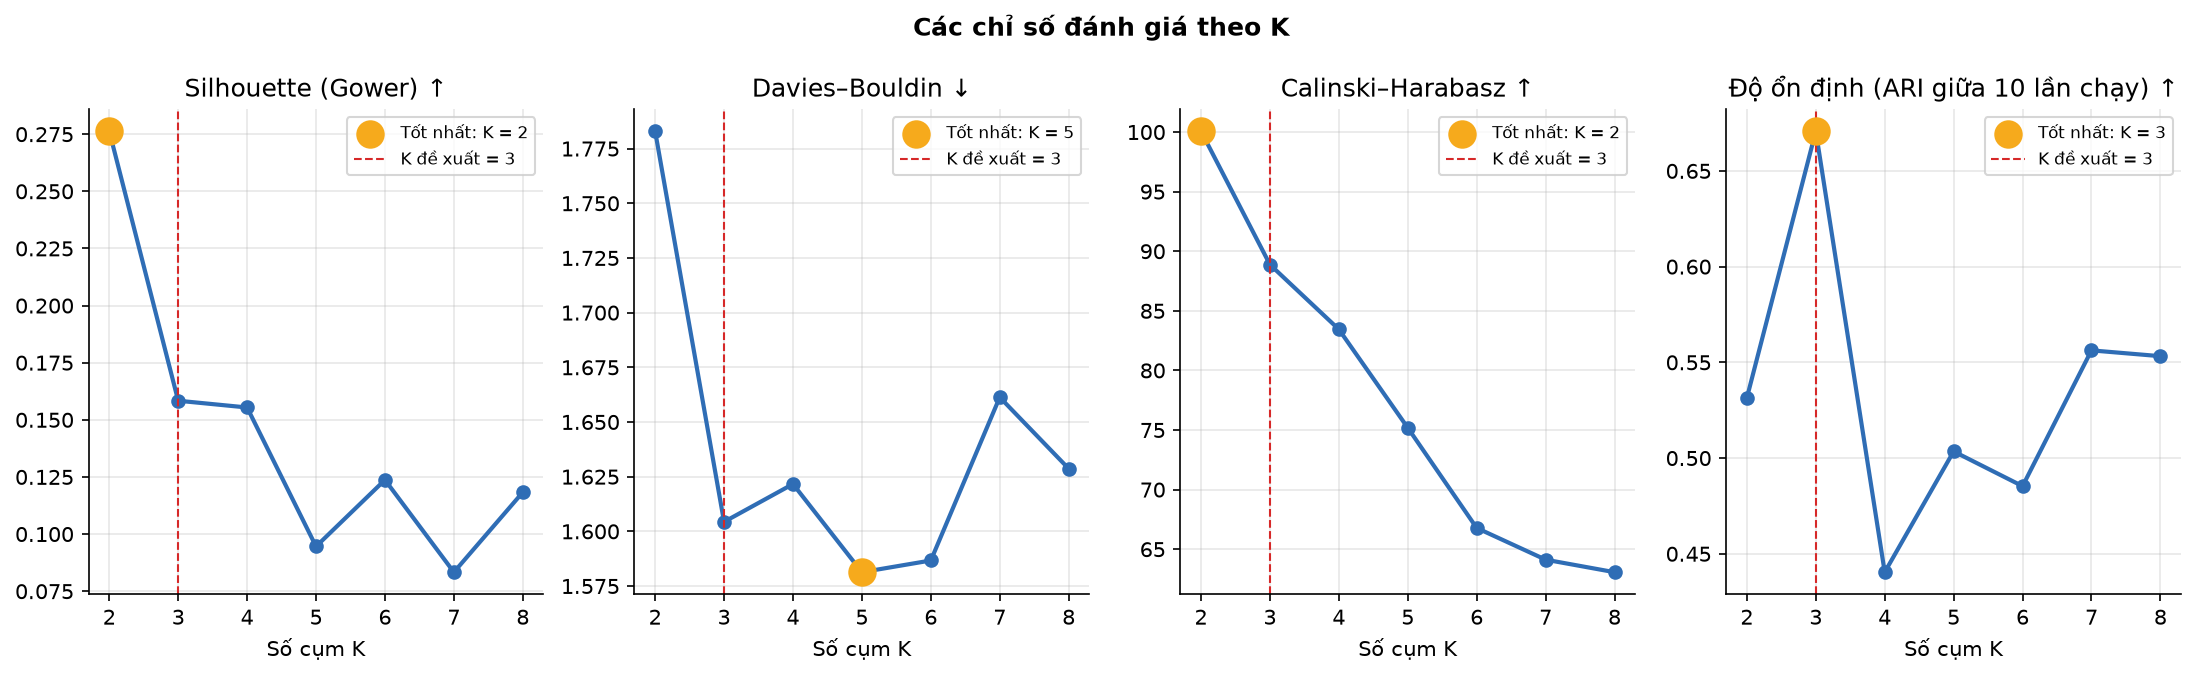 Các chỉ số đánh giá theo K
Silhouette (Gower) ↑
Tốt nhất: K = 2
K đề xuất = 3
0.275
0.250
0.225
0.200
0.175
0.150
0.125
0.100
0.075
2 3 4 5 6 7 8
Số cụm K
Davies–Bouldin ↓
Tốt nhất: K = 5
K đề xuất = 3
1.775
1.750
1.725
1.700
1.675
1.650
1.625
1.600
1.575
2 3 4 5 6 7 8
Số cụm K
Calinski–Harabasz ↑
Tốt nhất: K = 2
K đề xuất = 3
100
95
90
85
80
75
70
65
2 3 4 5 6 7 8
Số cụm K
Độ ổn định (ARI giữa 10 lần chạy) ↑
Tốt nhất: K = 3
K đề xuất = 3
0.65
0.60
0.55
0.50
0.45
2 3 4 5 6 7 8
Số cụm K